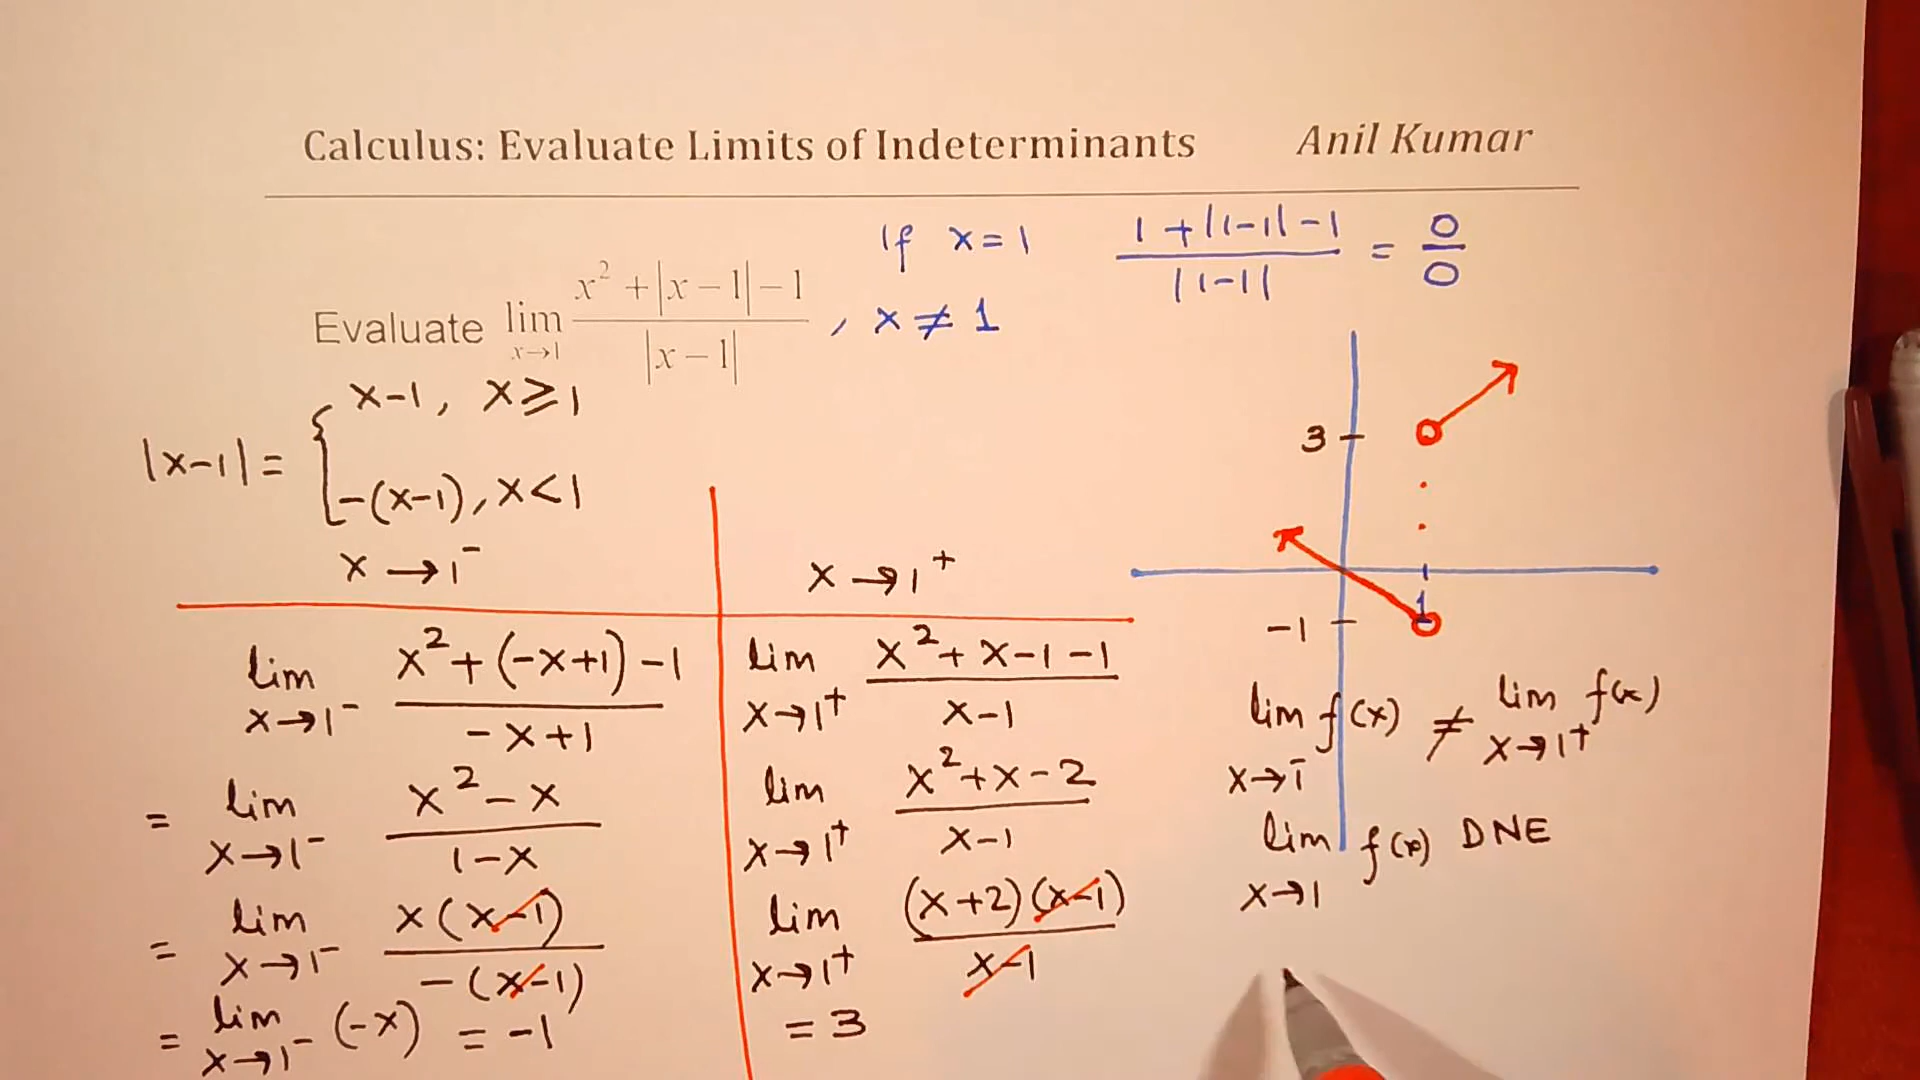 Calculus: Evaluate Limits of Indeterminants Anil Kumar
If x = 1 (1 + |1-1| - 1)/|1-1| = 0/0
Evaluate lim x→1 (x² + |x - 1| - 1)/|x - 1| , x ≠ 1
|x-1| = { x-1, x ≥ 1
-(x-1), x < 1
x → 1⁻
x → 1⁺
lim x→1⁻ (x² + (-x+1) - 1)/(-x+1)
= lim x→1⁻ (x² - x)/(1-x)
= lim x→1⁻ x(x-1)/-(x-1)
= lim x→1⁻ (-x) = -1
lim x→1⁺ (x² + x-1-1)/(x-1)
lim x→1⁺ (x² + x - 2)/(x-1)
lim x→1⁺ (x+2)(x-1)/(x-1)
= 3
3
1
-1
lim x→1⁻ f(x) ≠ lim x→1⁺ f(x)
lim x→1 f(x) DNE